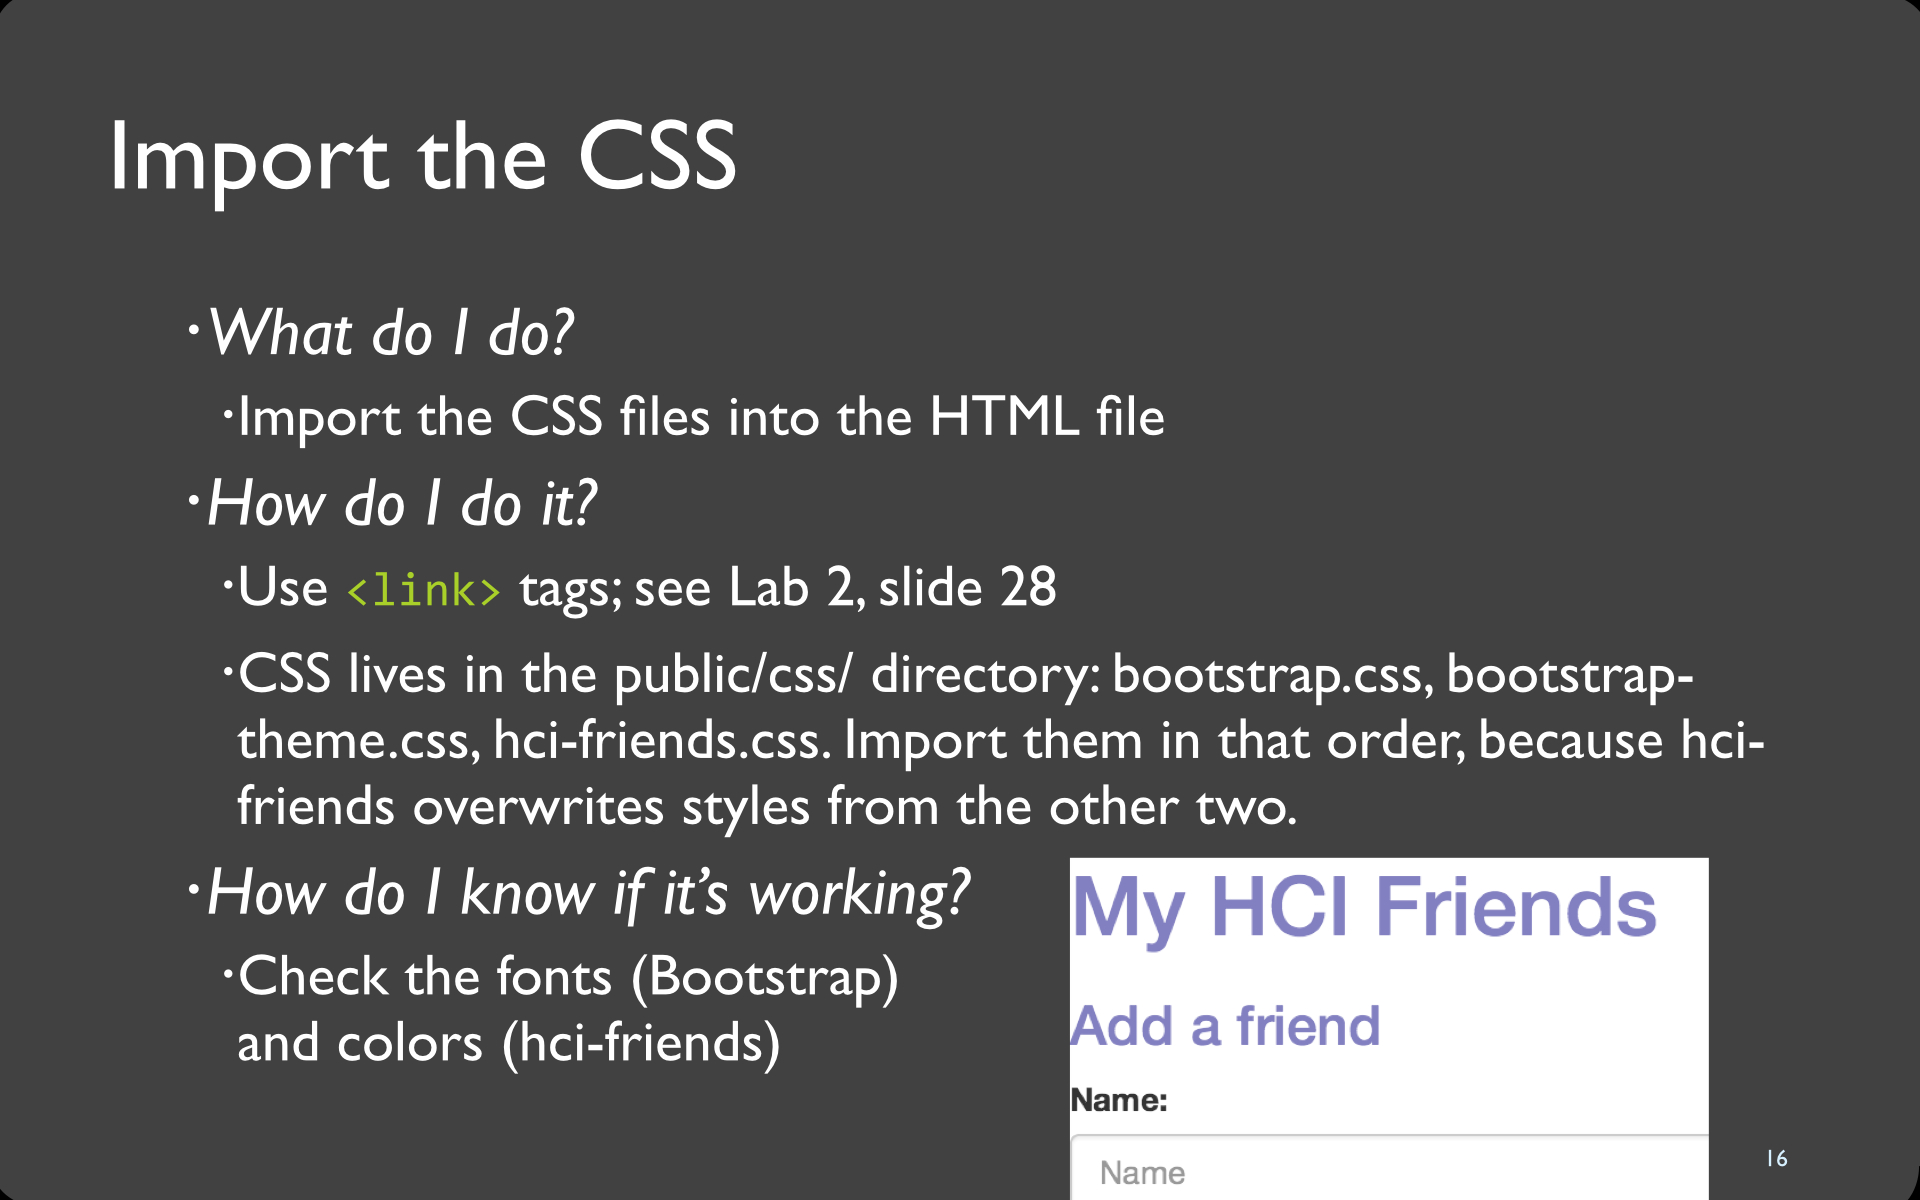 Import the CSS
•What do I do?
•Import the CSS files into the HTML file
•How do I do it?
•Use <link> tags; see Lab 2, slide 28
•CSS lives in the public/css/ directory: bootstrap.css, bootstrap-
theme.css, hci-friends.css. Import them in that order, because hci-
friends overwrites styles from the other two.
•How do I know if it’s working?
•Check the fonts (Bootstrap)
and colors (hci-friends)
My HCI Friends
Add a friend
Name:
Name
16